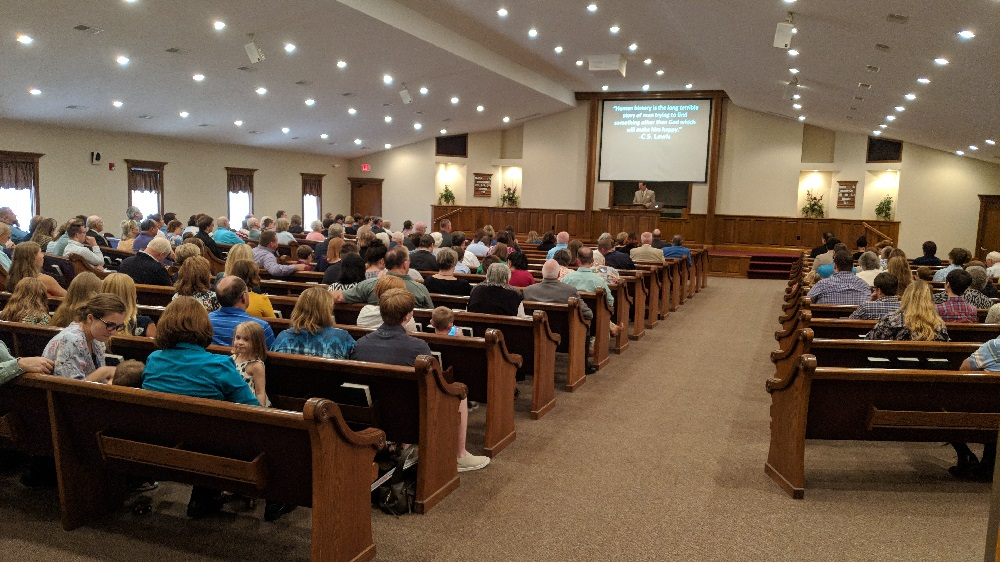 "Human history is the long terrible
story of man trying to find
something other than God which
will make him happy."
-C.S. Lewis
EXIT